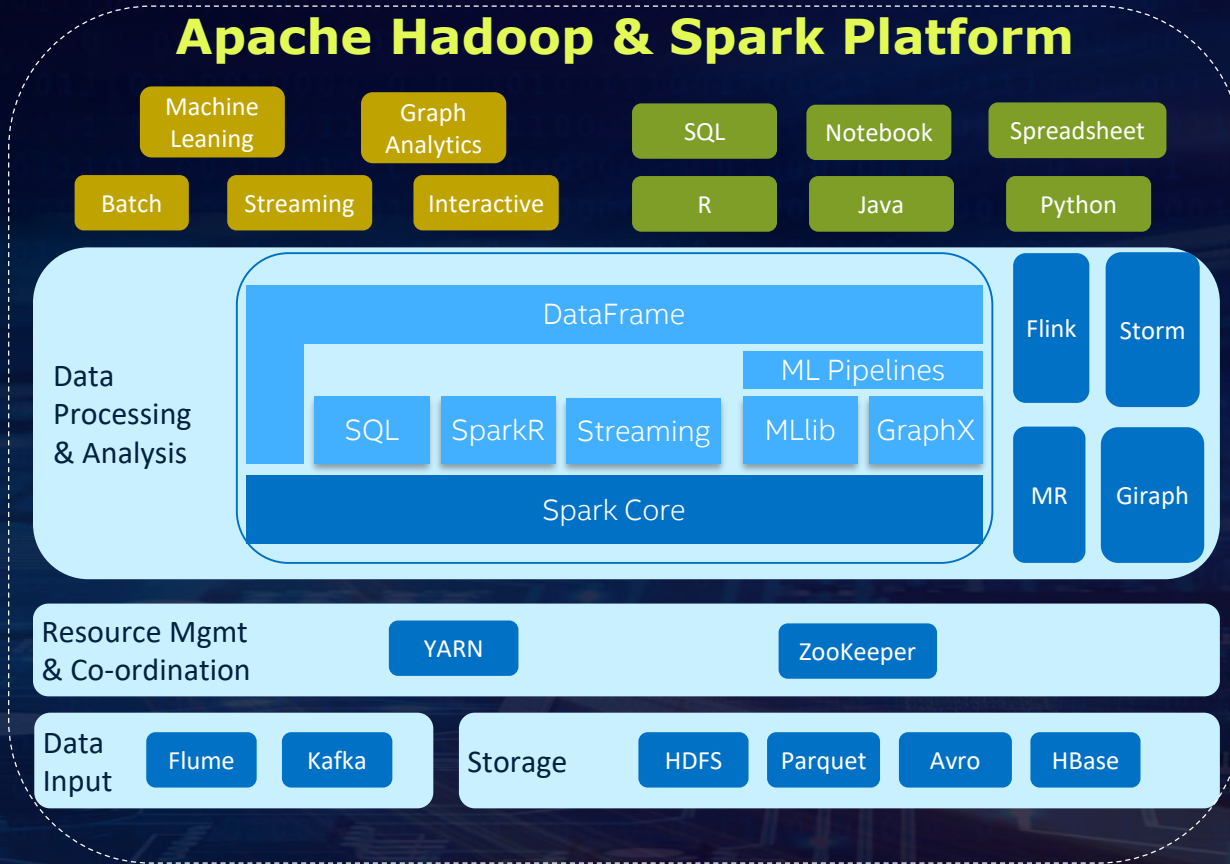 Apache Hadoop & Spark Platform
Machine
Leaning
Graph
Analytics
SQL
Notebook
Spreadsheet
Batch
Streaming
Interactive
R
Java
Python
Data
Processing
& Analysis
DataFrame
ML Pipelines
SQL
SparkR
Streaming
MLlib
GraphX
Spark Core
Flink
Storm
MR
Giraph
Resource Mgmt
& Co-ordination
YARN
ZooKeeper
Data
Input
Flume
Kafka
Storage
HDFS
Parquet
Avro
HBase